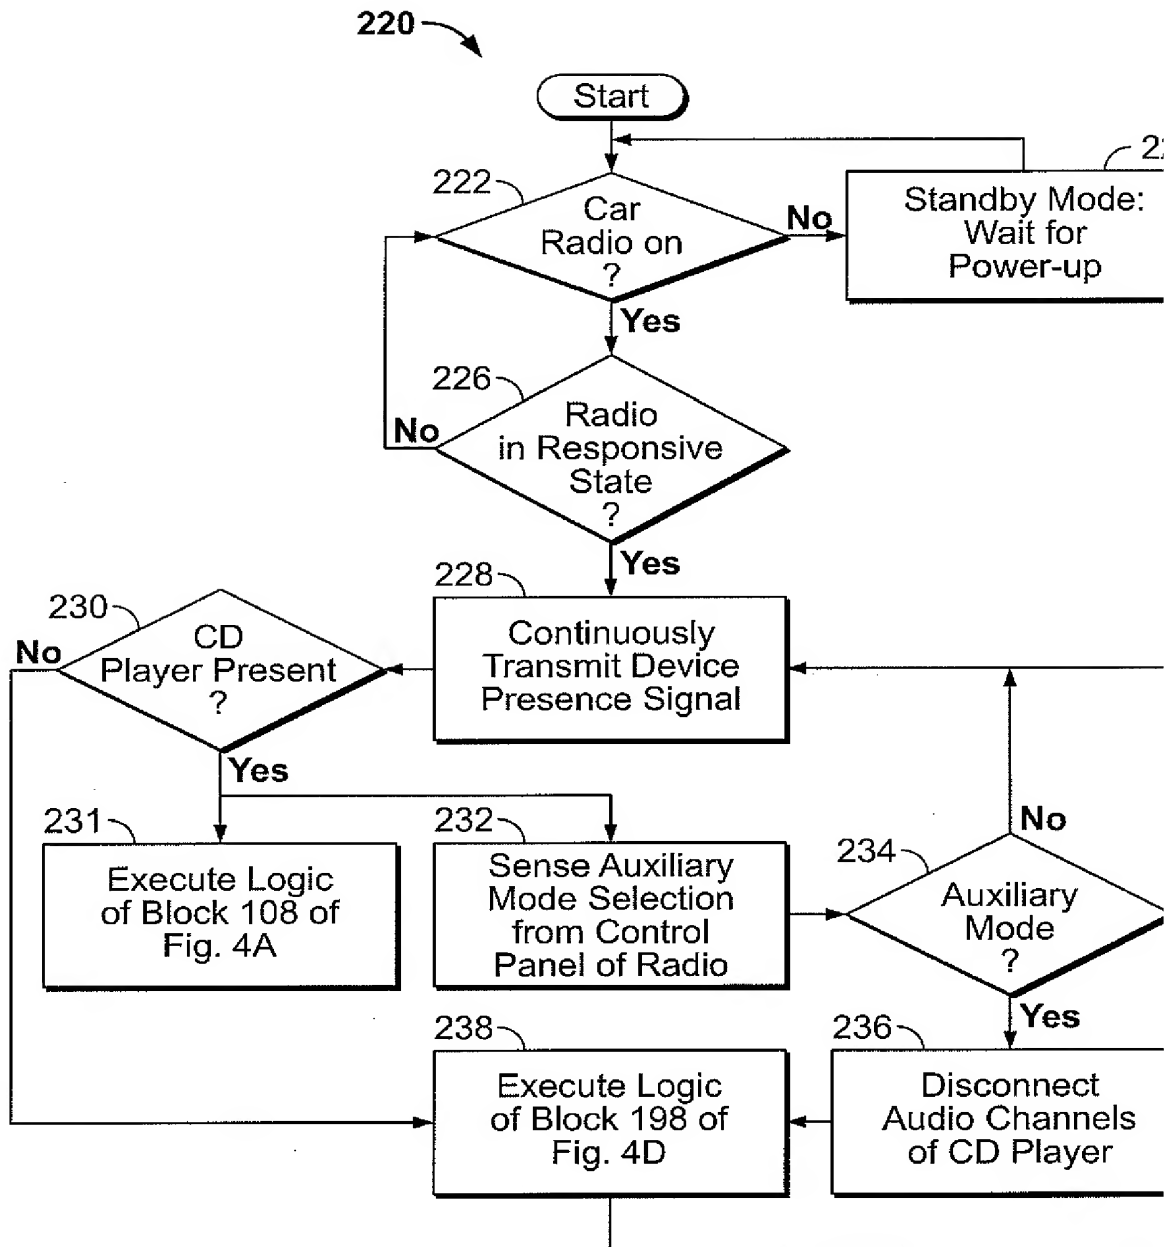 220
Start
222
Car
Radio on
?
No
Standby Mode:
Wait for
Power-up
Yes
226
Radio
in Responsive
State
?
No
Yes
228
Continuously
Transmit Device
Presence Signal
230
CD
Player Present
?
No
Yes
231
Execute Logic
of Block 108 of
Fig. 4A
232
Sense Auxiliary
Mode Selection
from Control
Panel of Radio
234
Auxiliary
Mode
?
No
Yes
236
Disconnect
Audio Channels
of CD Player
238
Execute Logic
of Block 198 of
Fig. 4D